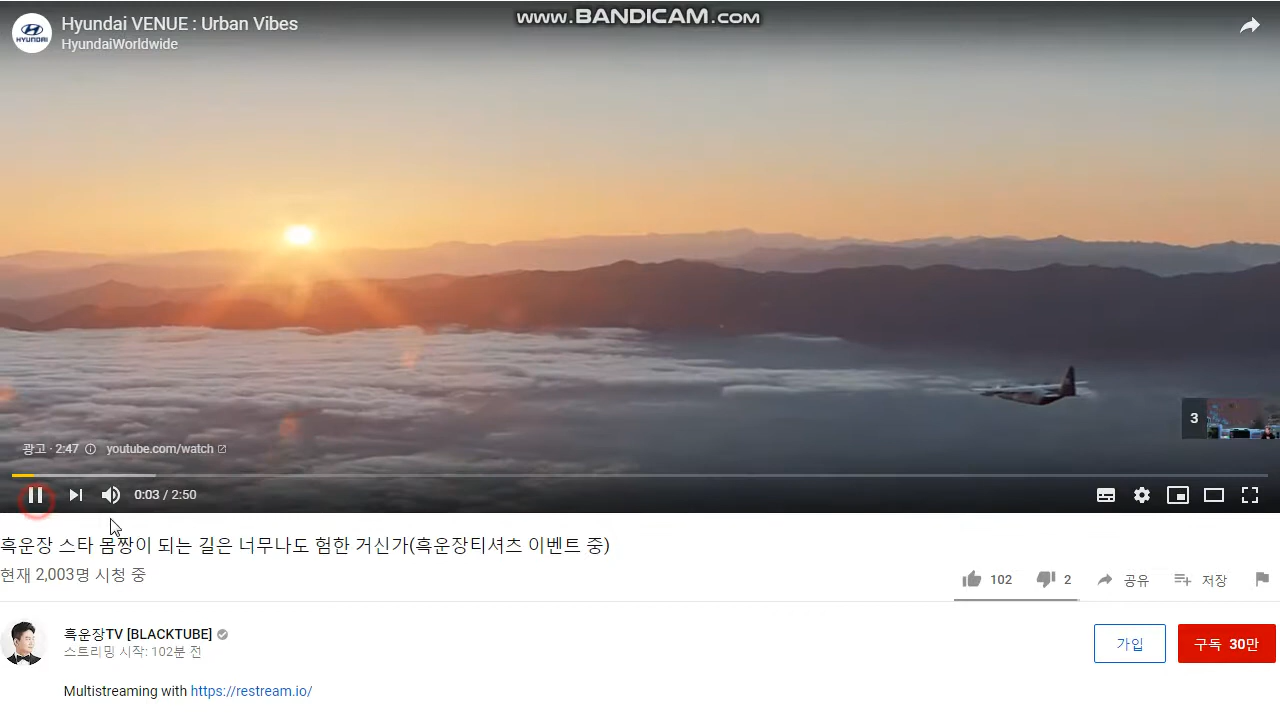 www.BANDICAM.com
Hyundai VENUE : Urban Vibes
HYUNDAI
HyundaiWorldwide
3
광고 · 2:47 youtube.com/watch
0:03 / 2:50
흑운장 스타 몸짱이 되는 길은 너무나도 험한 거신가(흑운장티셔츠 이벤트 중)
현재 2,003명 시청 중
102 2 공유 저장
흑운장TV [BLACKTUBE]
스트리밍 시작: 102분 전
가입 구독 30만
Multistreaming with https://restream.io/